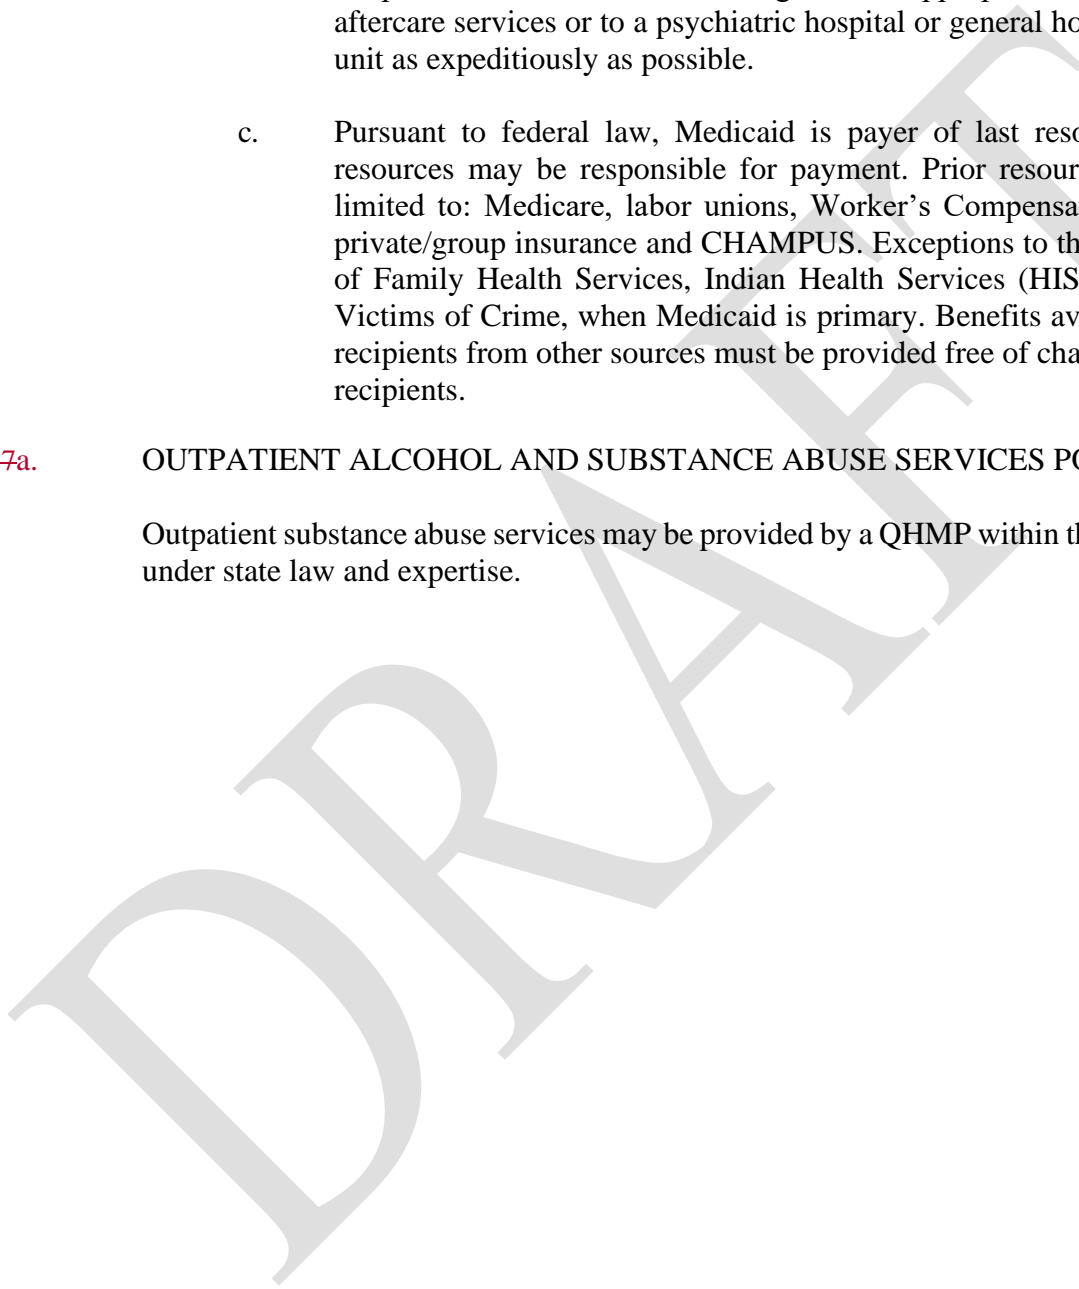 aftercare services or to a psychiatric hospital or general ho
unit as expeditiously as possible.
c. Pursuant to federal law, Medicaid is payer of last reso
resources may be responsible for payment. Prior resour
limited to: Medicare, labor unions, Worker’s Compensa
private/group insurance and CHAMPUS. Exceptions to th
of Family Health Services, Indian Health Services (HIS
Victims of Crime, when Medicaid is primary. Benefits av
recipients from other sources must be provided free of cha
recipients.
7a. OUTPATIENT ALCOHOL AND SUBSTANCE ABUSE SERVICES PO
Outpatient substance abuse services may be provided by a QHMP within th
under state law and expertise.
DRAFT